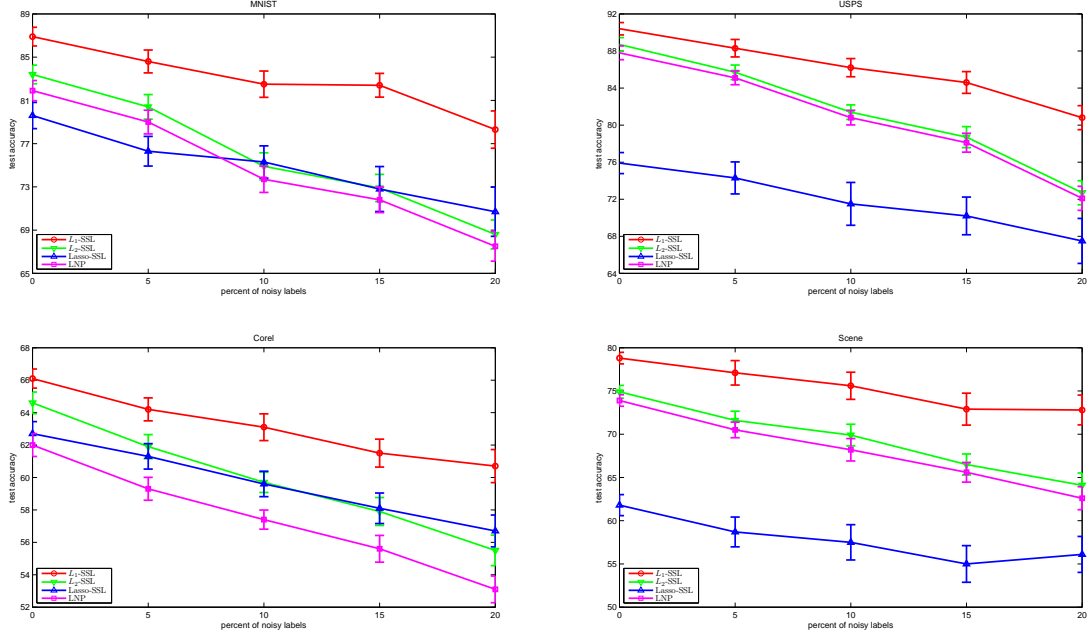 MNIST
89
85
81
77
73
69
65
test accuracy
L1-SSL
L2-SSL
Lasso-SSL
LNP
0 5 10 15 20
percent of noisy labels
USPS
92
88
84
80
76
72
68
64
test accuracy
L1-SSL
L2-SSL
Lasso-SSL
LNP
0 5 10 15 20
percent of noisy labels
Corel
68
66
64
62
60
58
56
54
52
test accuracy
L1-SSL
L2-SSL
Lasso-SSL
LNP
0 5 10 15 20
percent of noisy labels
Scene
80
75
70
65
60
55
50
test accuracy
L1-SSL
L2-SSL
Lasso-SSL
LNP
0 5 10 15 20
percent of noisy labels